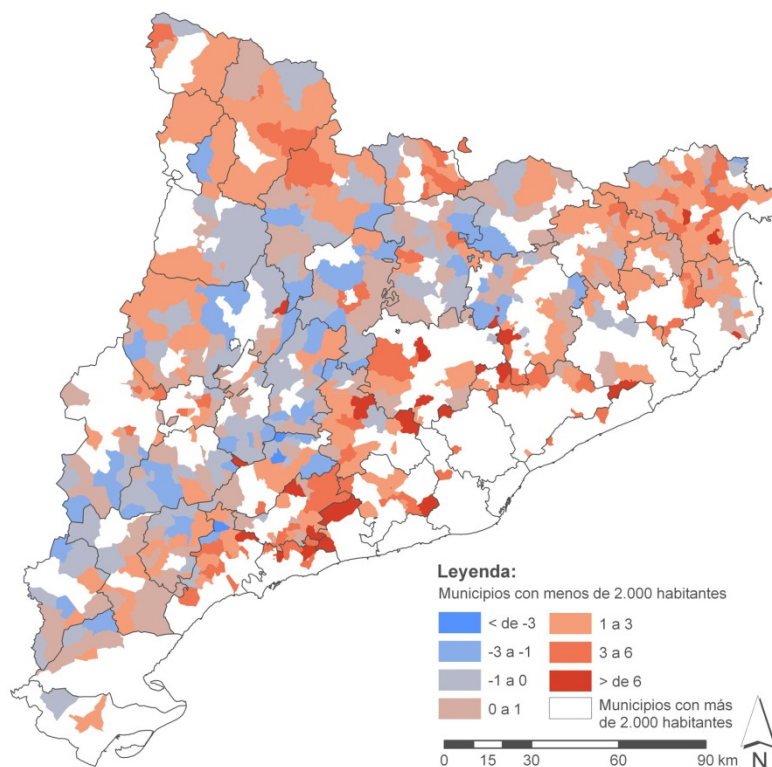 Leyenda:
Municipios con menos de 2.000 habitantes
< de -3
-3 a -1
-1 a 0
0 a 1
1 a 3
3 a 6
> de 6
Municipios con más
de 2.000 habitantes
0 15 30 60 90 km
N